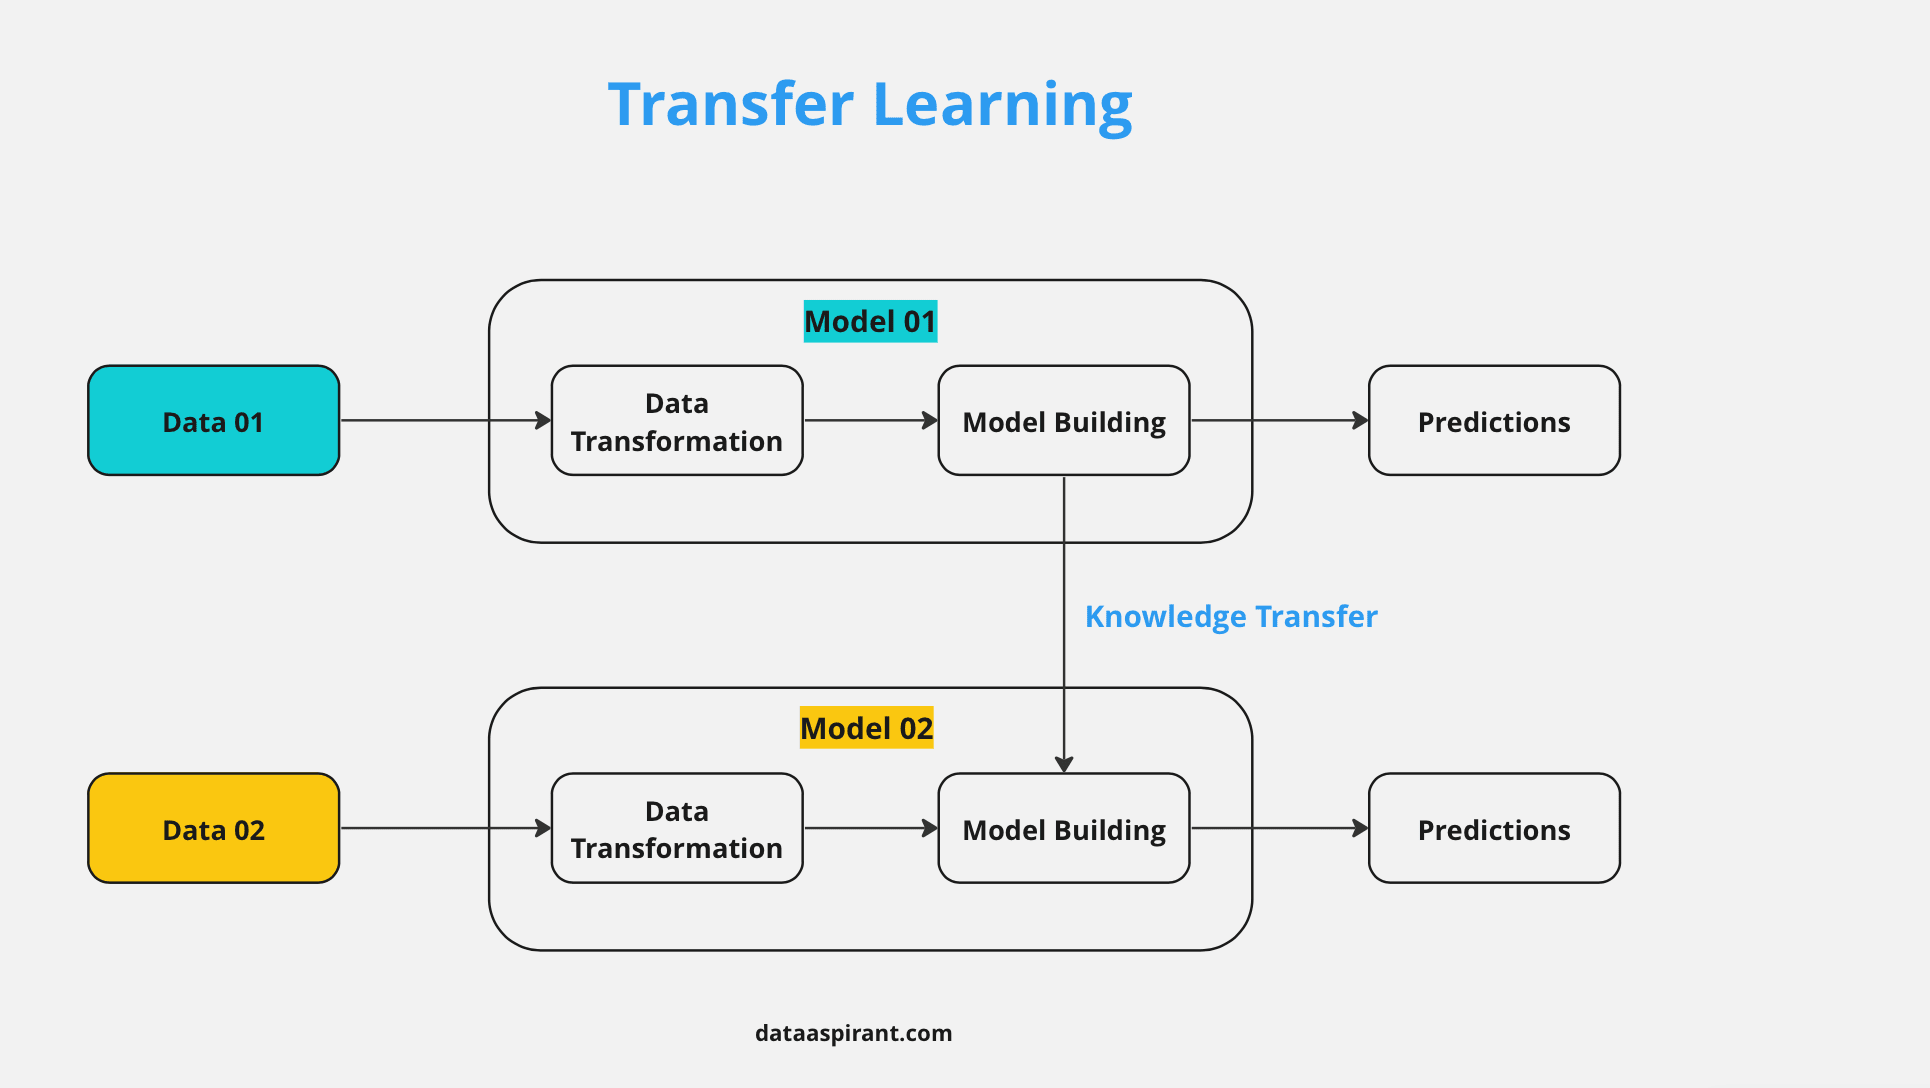 Transfer Learning
Model 01
Data 01
Data
Transformation
Model Building
Predictions
Knowledge Transfer
Model 02
Data 02
Data
Transformation
Model Building
Predictions
dataaspirant.com